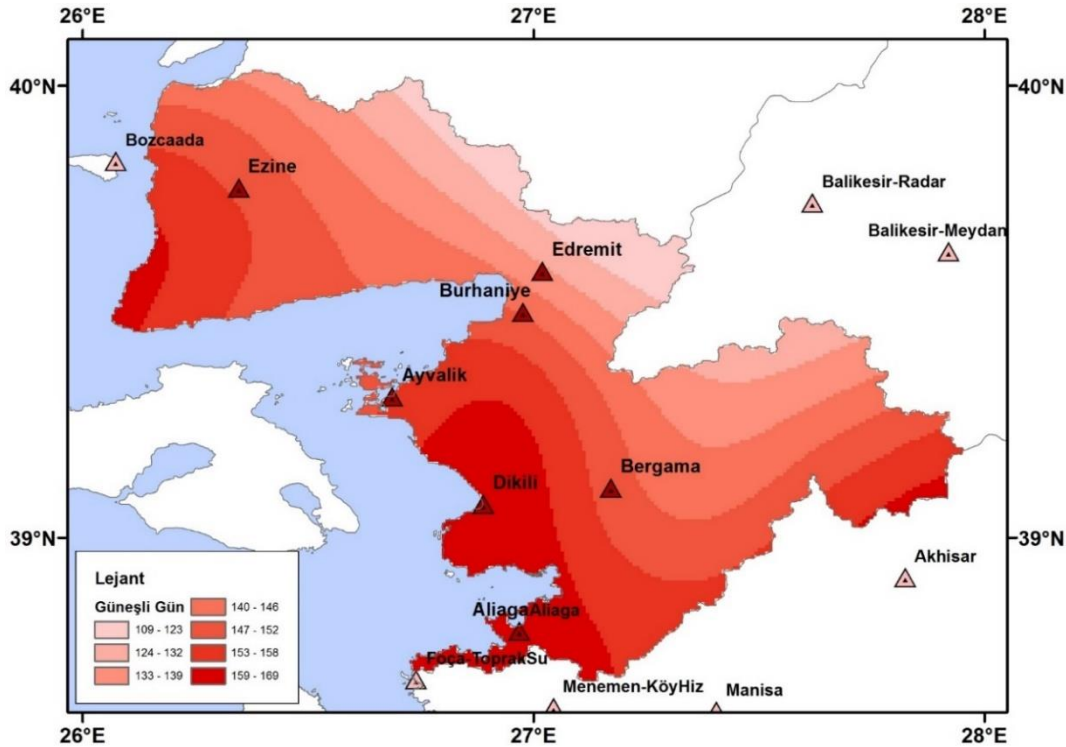 26°E 27°E 28°E
40°N 40°N
Bozcaada
Ezine
Balikesir-Radar
Balikesir-Meydan
Edremit
Burhaniye
Ayvalik
Bergama
Dikili
39°N 39°N
Akhisar
AliagaAliaga
Foça-ToprakSu
Menemen-KöyHiz
Manisa
Lejant
Güneşli Gün
109 - 123
124 - 132
133 - 139
140 - 146
147 - 152
153 - 158
159 - 169
26°E 27°E 28°E